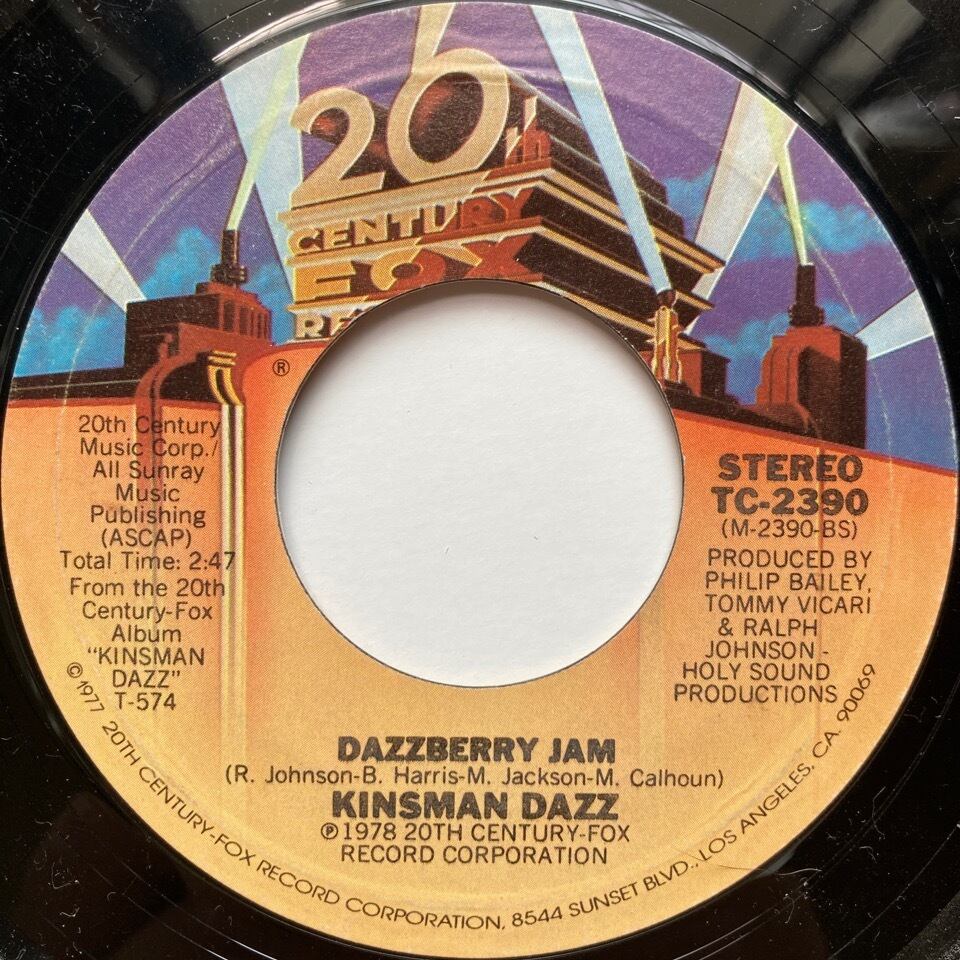 20th
CENTURY
FOX
®
20th Century
Music Corp./
All Sunray
Music
Publishing
(ASCAP)
Total Time: 2:47
From the 20th
Century-Fox
Album
"KINSMAN
DAZZ"
T-574
STEREO
TC-2390
(M-2390-BS)
PRODUCED BY
PHILIP BAILEY,
TOMMY VICARI
& RALPH
JOHNSON -
HOLY SOUND
PRODUCTIONS
DAZZBERRY JAM
(R. Johnson-B. Harris-M. Jackson-M. Calhoun)
KINSMAN DAZZ
℗1978 20TH CENTURY-FOX
RECORD CORPORATION
©1977 20TH CENTURY-FOX RECORD CORPORATION, 8544 SUNSET BLVD., LOS ANGELES, CA. 90069